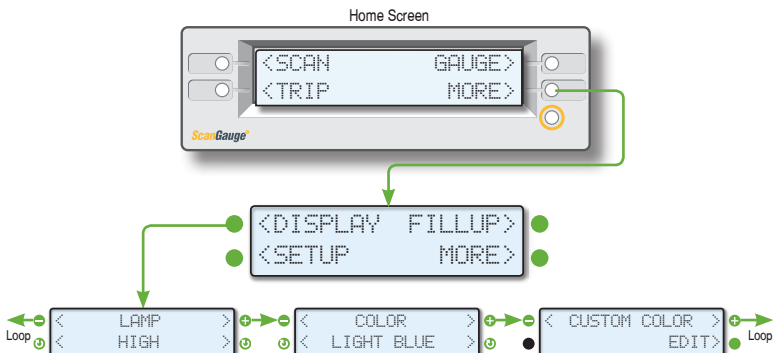 Home Screen
<SCAN GAUGE>
<TRIP MORE>
ScanGauge®
<DISPLAY FILLUP>
<SETUP MORE>
< LAMP > < COLOR > < CUSTOM COLOR >
Loop < HIGH > < LIGHT BLUE > EDIT> Loop